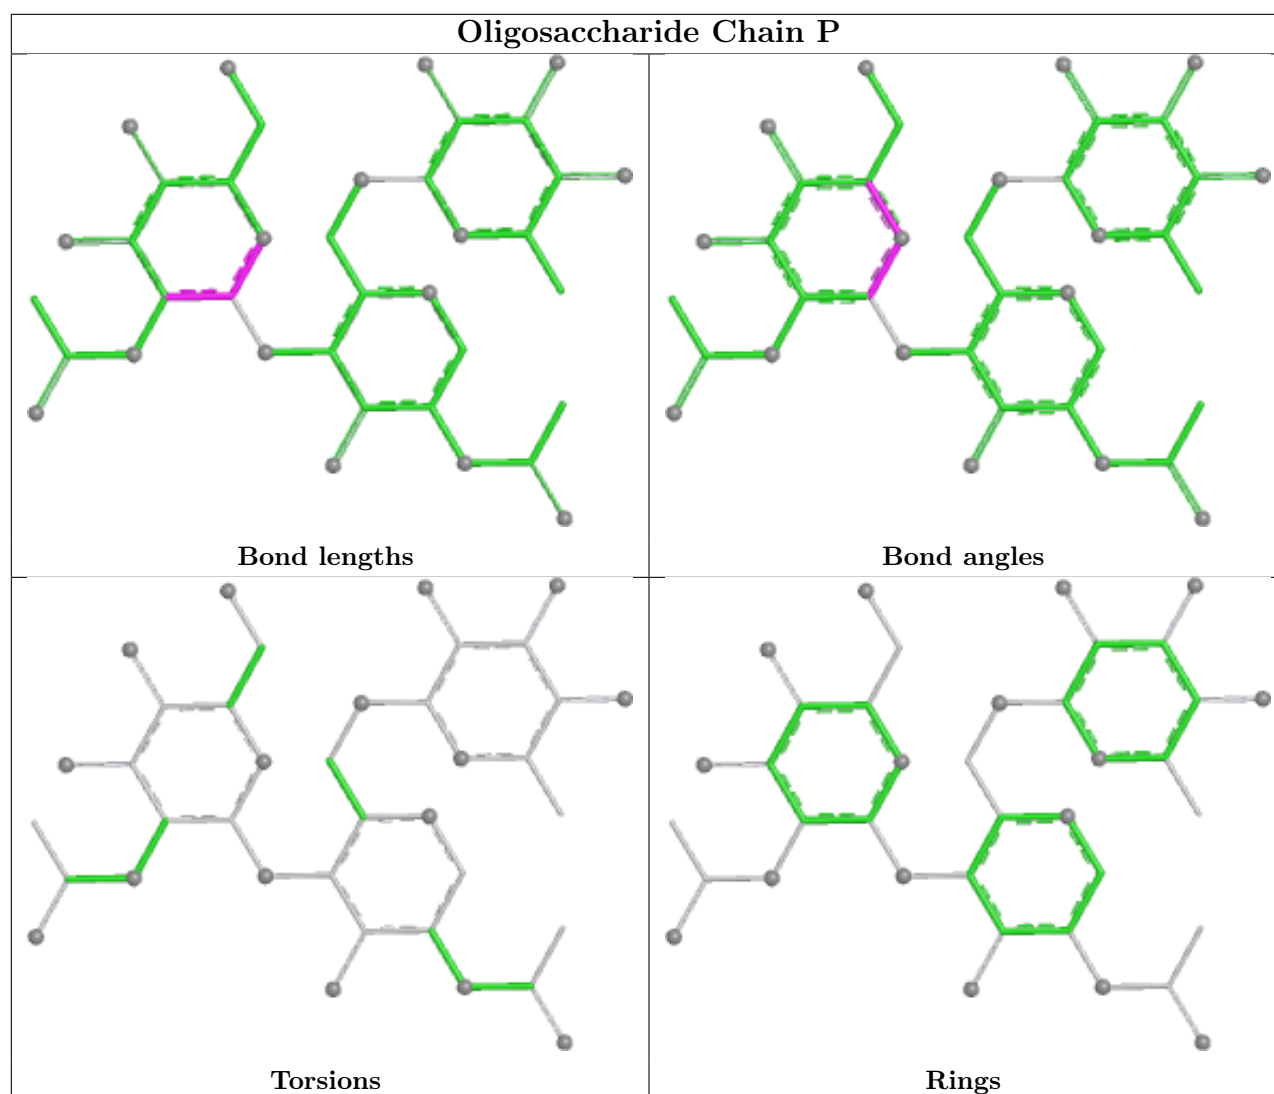 Oligosaccharide Chain P
Bond lengths
Bond angles
Torsions
Rings